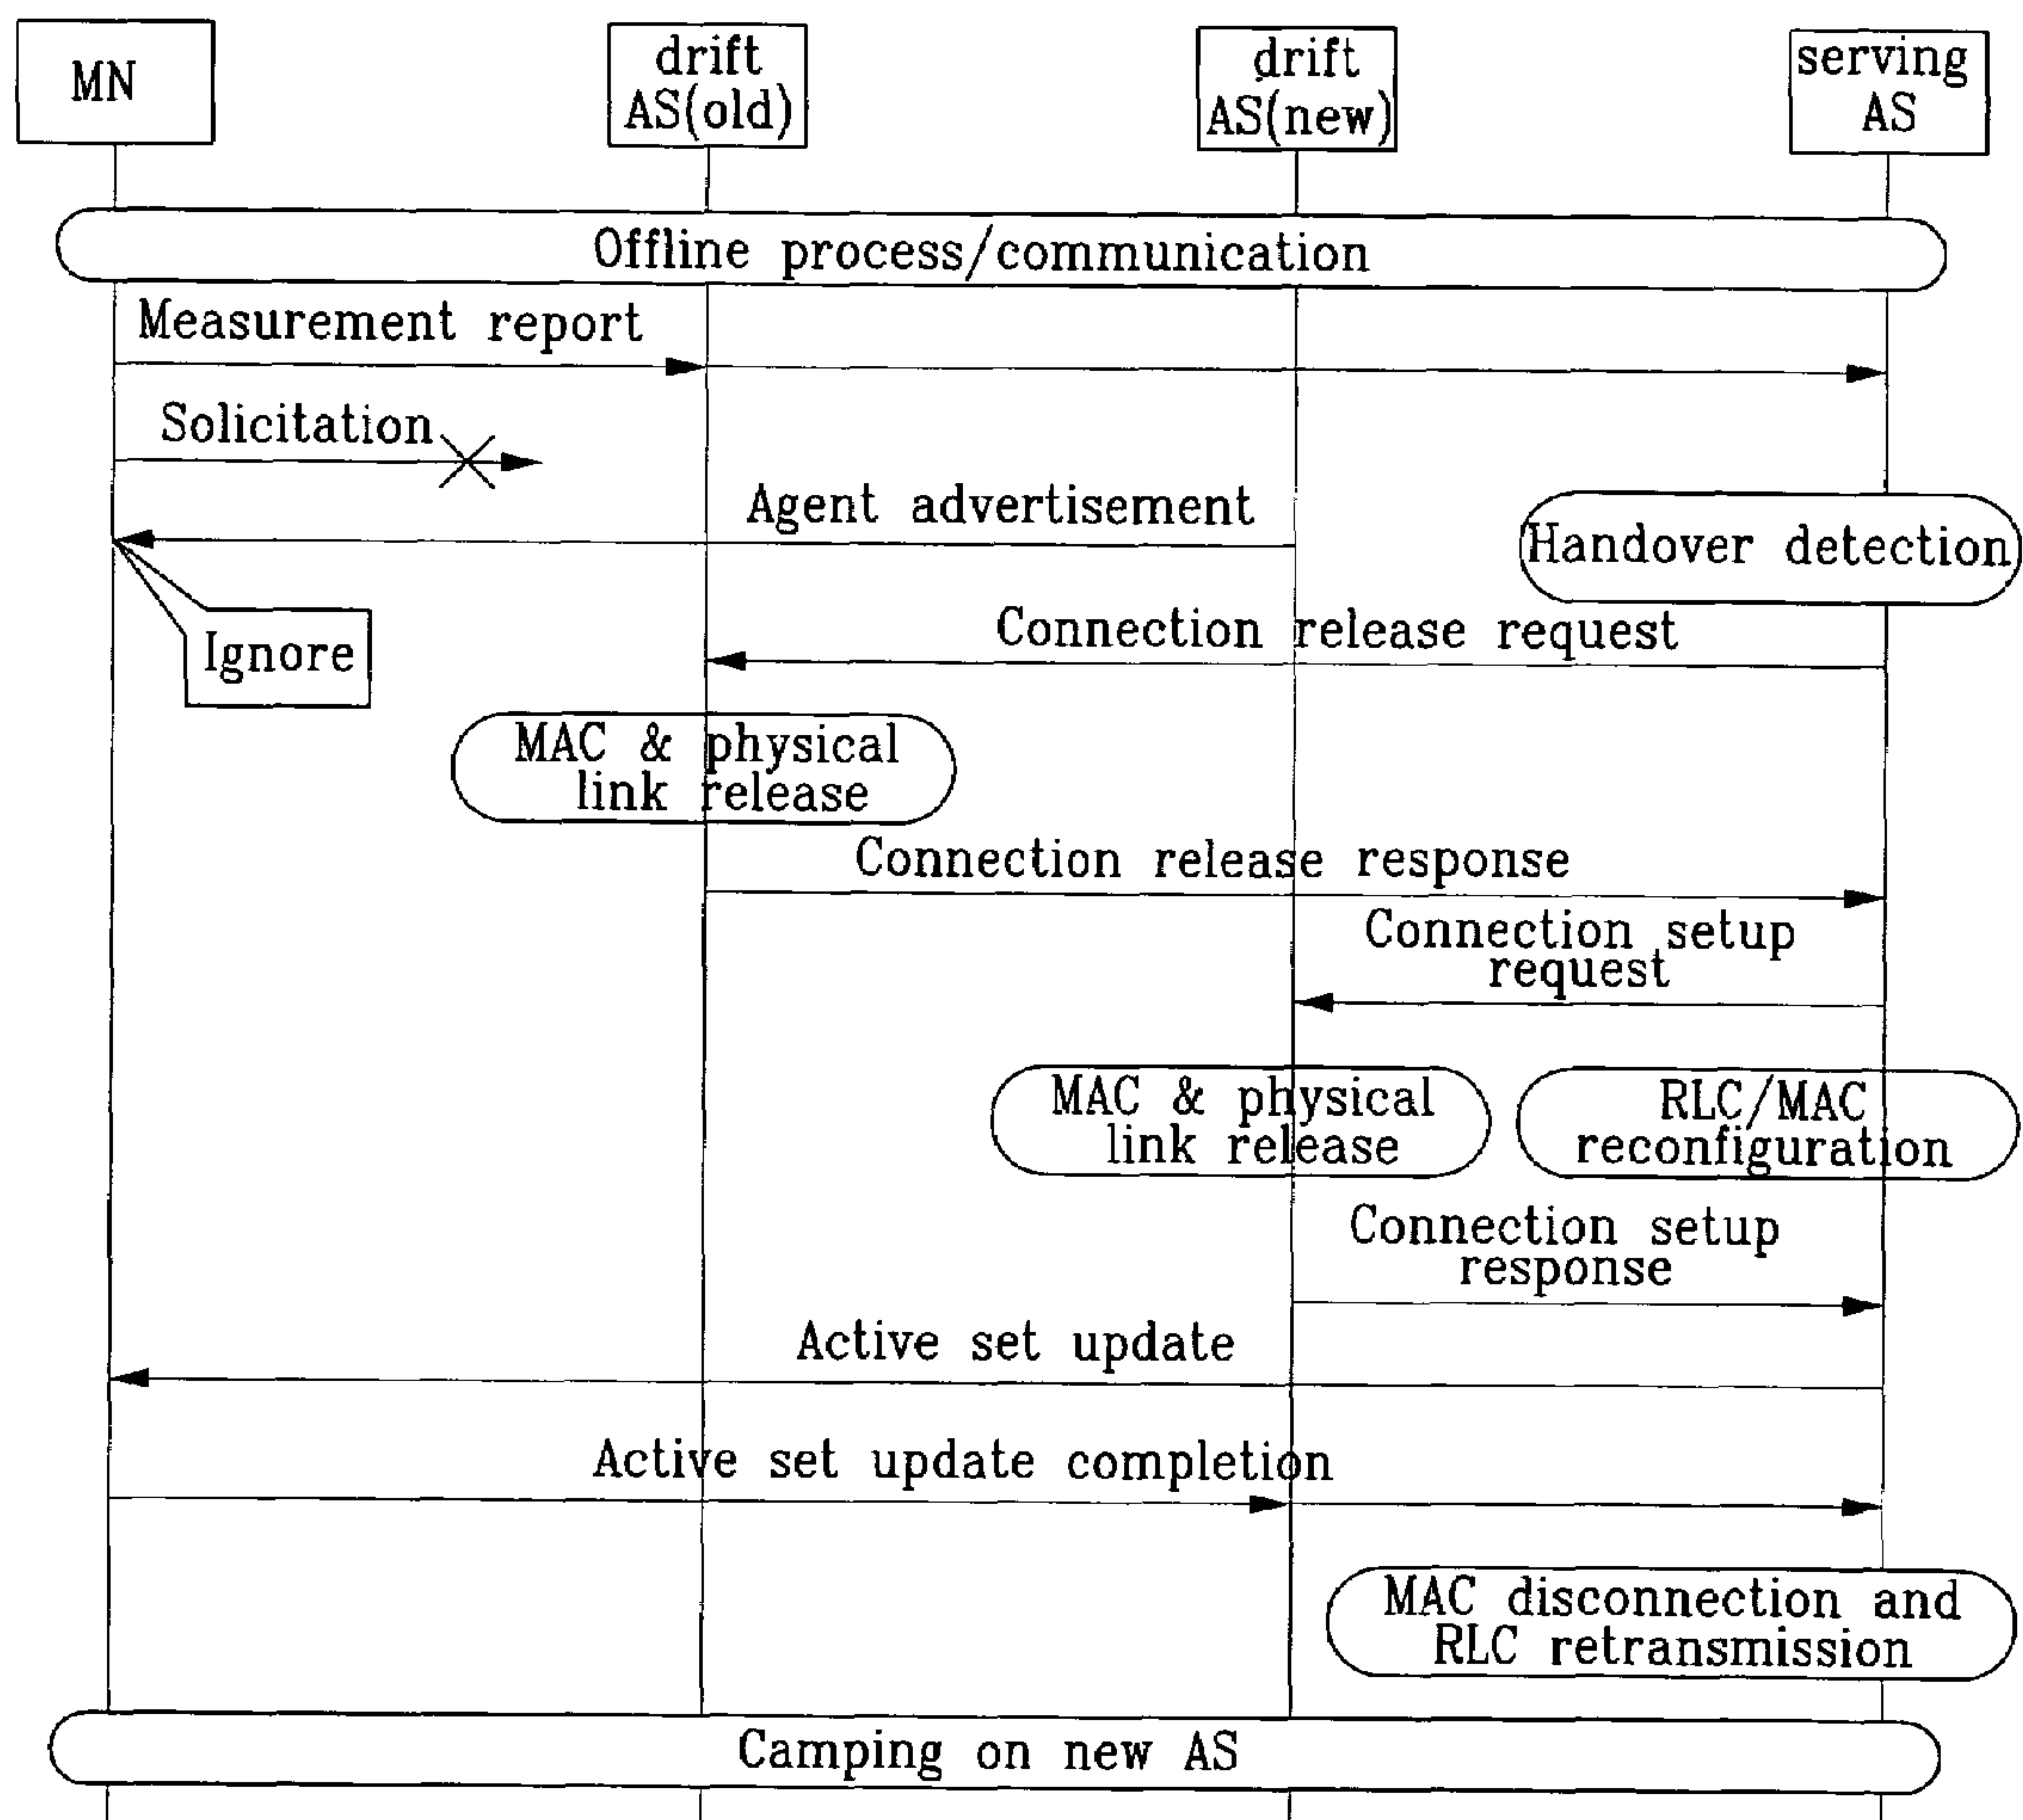 MN
drift
AS(old)
drift
AS(new)
serving
AS
Offline process/communication
Measurement report
Solicitation
Agent advertisement
Handover detection
Ignore
Connection release request
MAC & physical
link release
Connection release response
Connection setup
request
MAC & physical
link release
RLC/MAC
reconfiguration
Connection setup
response
Active set update
Active set update completion
MAC disconnection and
RLC retransmission
Camping on new AS